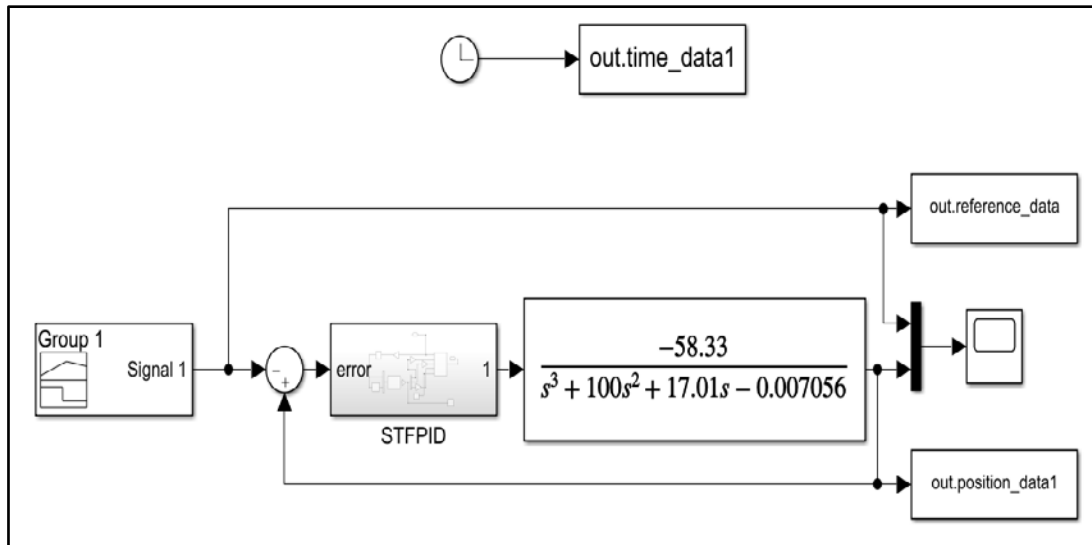 out.time_data1
out.reference_data
Group 1
Signal 1
-
+
error
1
STFPID
−58.33
s³ + 100s² + 17.01s − 0.007056
out.position_data1